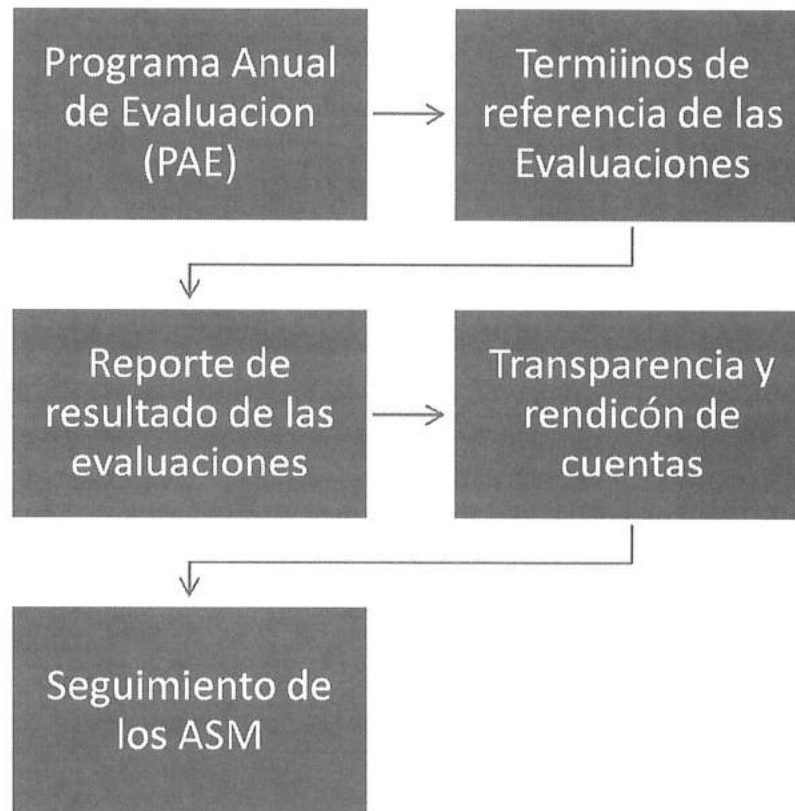 Programa Anual
de Evaluacion
(PAE)
Termiinos de
referencia de las
Evaluaciones
Reporte de
resultado de las
evaluaciones
Transparencia y
rendicón de
cuentas
Seguimiento de
los ASM